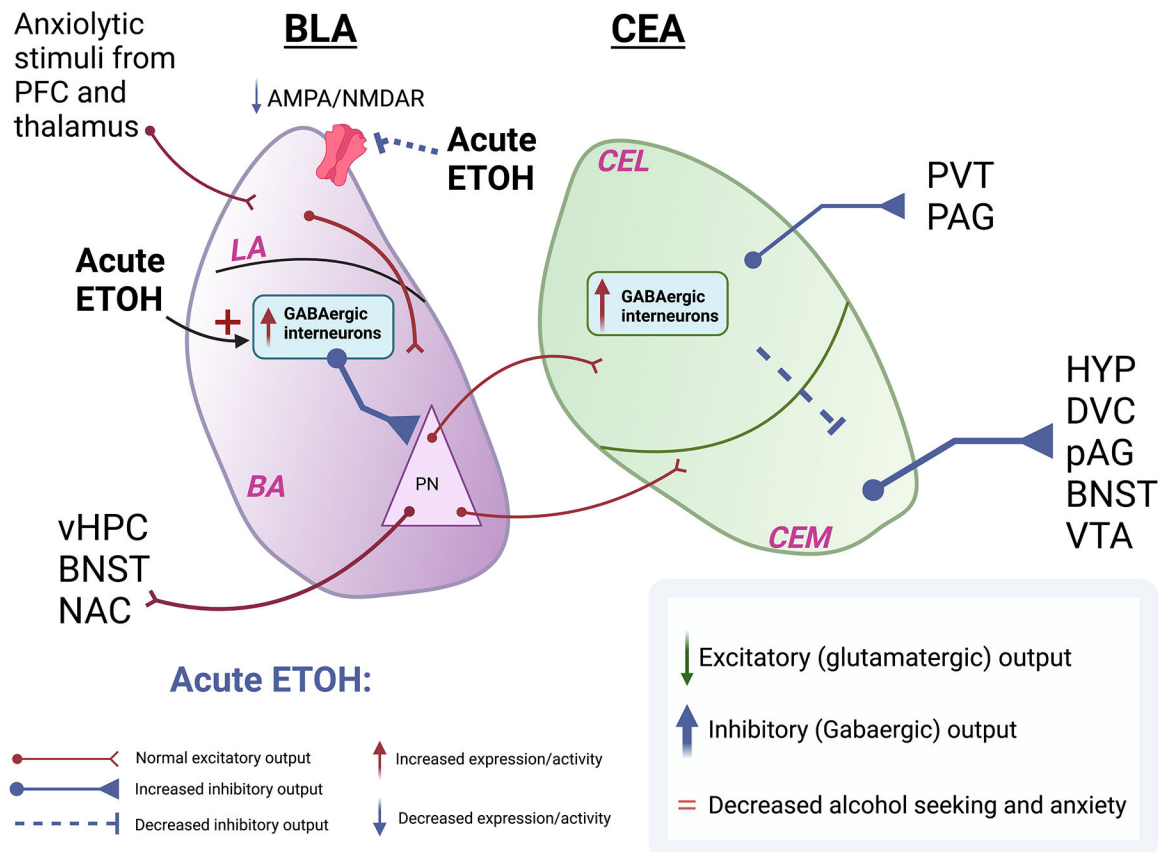 Anxiolytic
stimuli from
PFC and
thalamus
BLA
CEA
AMPA/NMDAR
Acute
ETOH
CEL
PVT
PAG
LA
Acute
ETOH
+
GABAergic
interneurons
GABAergic
interneurons
HYP
DVC
pAG
BNST
VTA
BA
PN
CEM
vHPC
BNST
NAC
Acute ETOH:
Normal excitatory output
Increased inhibitory output
Decreased inhibitory output
Increased expression/activity
Decreased expression/activity
Excitatory (glutamatergic) output
Inhibitory (Gabaergic) output
= Decreased alcohol seeking and anxiety